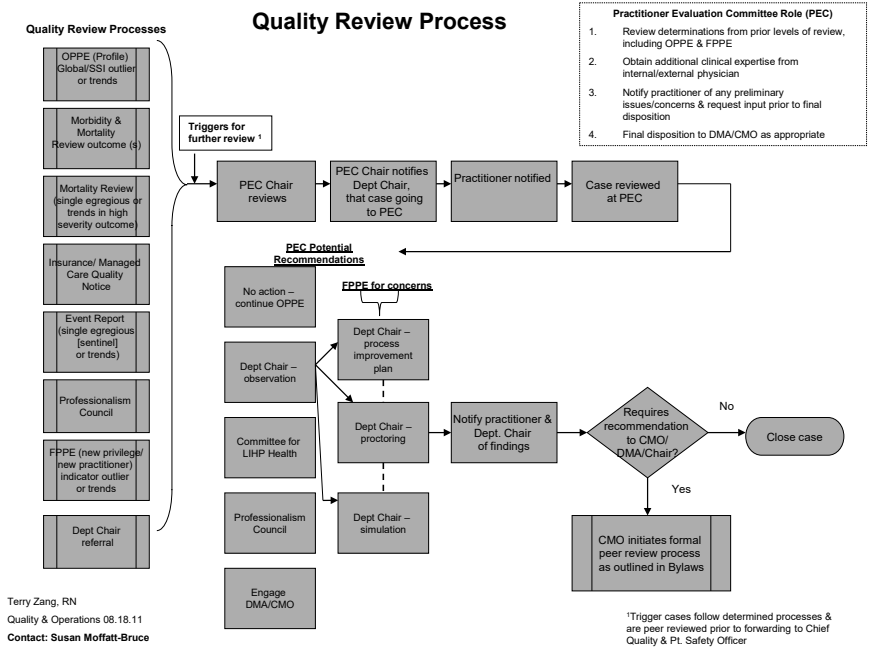 Quality Review Process
Quality Review Processes
OPPE (Profile)
Global/SSI outlier
or trends
Morbidity &
Mortality
Review outcome (s)
Mortality Review
(single egregious or
trends in high
severity outcome)
Insurance/ Managed
Care Quality
Notice
Event Report
(single egregious
[sentinel]
or trends)
Professionalism
Council
FPPE (new privilege/
new practitioner)
indicator outlier
or trends
Dept Chair
referral
Triggers for
further review ¹
Practitioner Evaluation Committee Role (PEC)
1. Review determinations from prior levels of review,
including OPPE & FPPE
2. Obtain additional clinical expertise from
internal/external physician
3. Notify practitioner of any preliminary
issues/concerns & request input prior to final
disposition
4. Final disposition to DMA/CMO as appropriate
PEC Chair
reviews
PEC Chair notifies
Dept Chair,
that case going
to PEC
Practitioner notified
Case reviewed
at PEC
PEC Potential
Recommendations
No action –
continue OPPE
Dept Chair –
observation
Committee for
LIHP Health
Professionalism
Council
Engage
DMA/CMO
FPPE for concerns
Dept Chair –
process
improvement
plan
Dept Chair –
proctoring
Dept Chair –
simulation
Notify practitioner &
Dept. Chair
of findings
Requires
recommendation
to CMO/
DMA/Chair?
No
Close case
Yes
CMO initiates formal
peer review process
as outlined in Bylaws
Terry Zang, RN
Quality & Operations 08.18.11
Contact: Susan Moffatt-Bruce
¹Trigger cases follow determined processes &
are peer reviewed prior to forwarding to Chief
Quality & Pt. Safety Officer